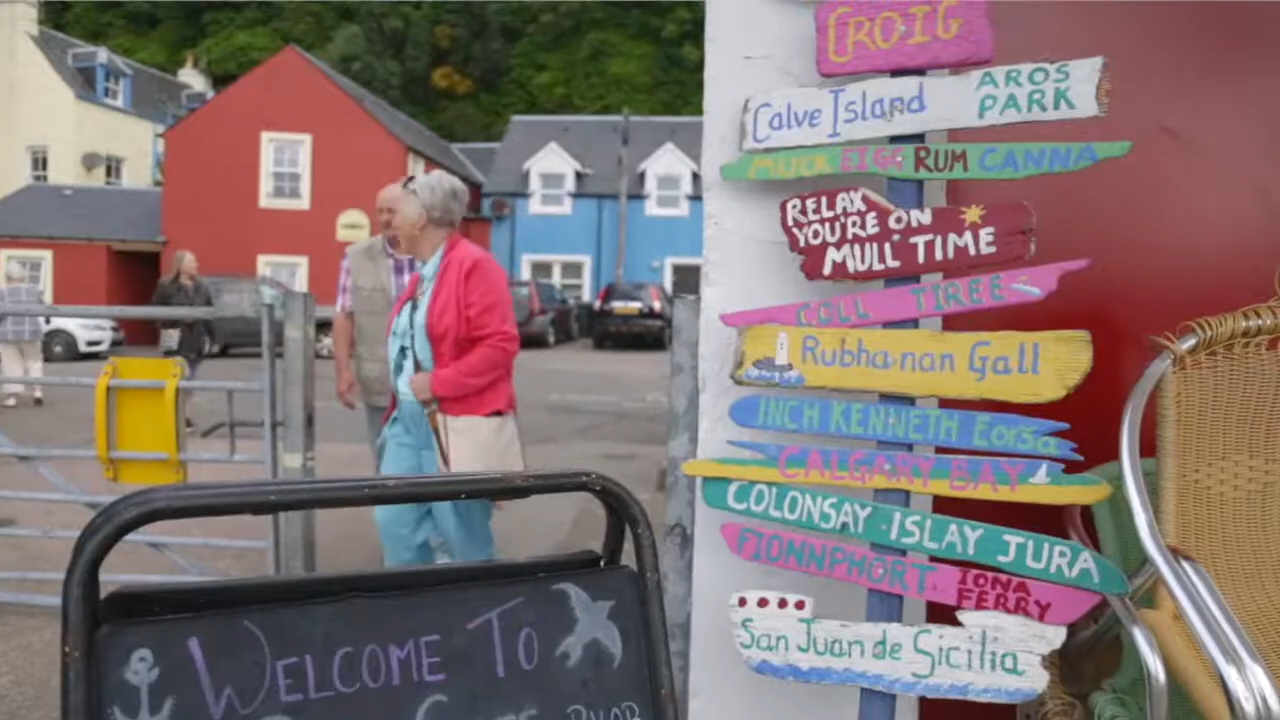 CROIG
Calve Island AROS PARK
MUCK EIGG RUM CANNA
RELAX
YOU'RE ON
MULL TIME
COLL TIREE
Rubha nan Gall
INCH KENNETH Eorsa
CALGARY BAY
COLONSAY · ISLAY JURA
FIONNPHORT IONA FERRY
San Juan de Sicilia
WELCOME TO